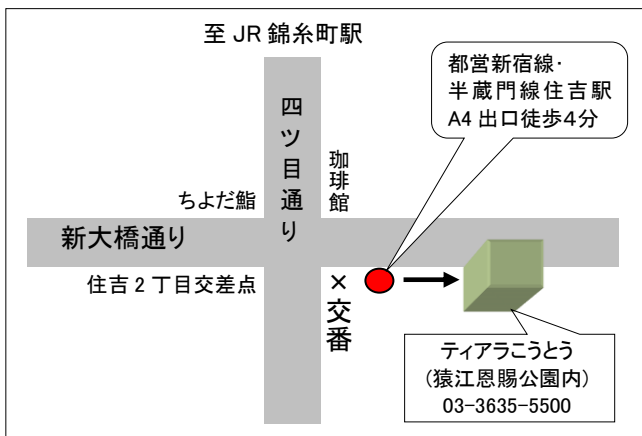 至 JR 錦糸町駅
都営新宿線・
半蔵門線住吉駅
A4 出口徒歩4分
四ツ目通り
珈琲館
ちよだ鮨
新大橋通り
住吉 2 丁目交差点
×交番
ティアラこうとう
(猿江恩賜公園内)
03-3635-5500